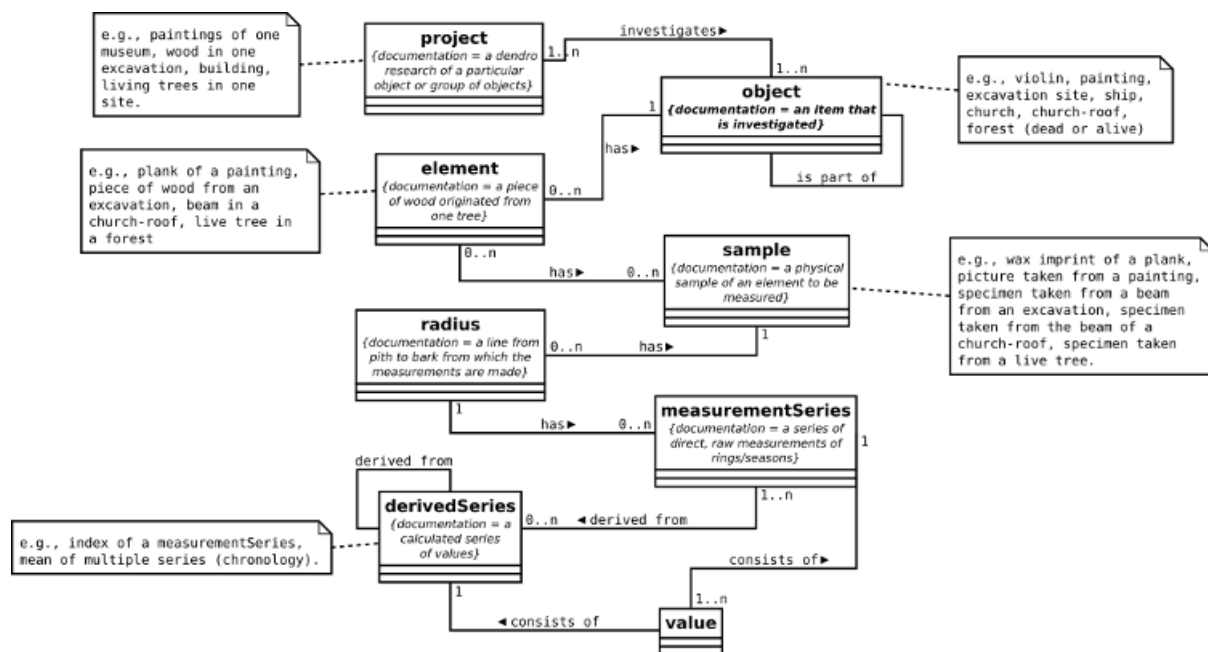 e.g., paintings of one
museum, wood in one
excavation, building,
living trees in one
site.
project
{documentation = a dendro
research of a particular
object or group of objects}
1..n
investigates►
1..n
object
{documentation = an item that
is investigated}
1
is part of
e.g., violin, painting,
excavation site, ship,
church, church-roof,
forest (dead or alive)
has►
0..n
e.g., plank of a painting,
piece of wood from an
excavation, beam in a
church-roof, live tree in
a forest
element
{documentation = a piece
of wood originated from
one tree}
0..n
has►
0..n
sample
{documentation = a physical
sample of an element to be
measured}
1
e.g., wax imprint of a plank,
picture taken from a painting,
specimen taken from a beam
from an excavation, specimen
taken from the beam of a
church-roof, specimen taken
from a live tree.
radius
{documentation = a line from
pith to bark from which the
measurements are made}
0..n
has►
1
has►
0..n
measurementSeries
{documentation = a series of
direct, raw measurements of
rings/seasons}
1
1..n
derived from
derivedSeries
{documentation = a
calculated series
of values}
0..n
◄derived from
e.g., index of a measurementSeries,
mean of multiple series (chronology).
consists of►
1
1..n
◄consists of
value